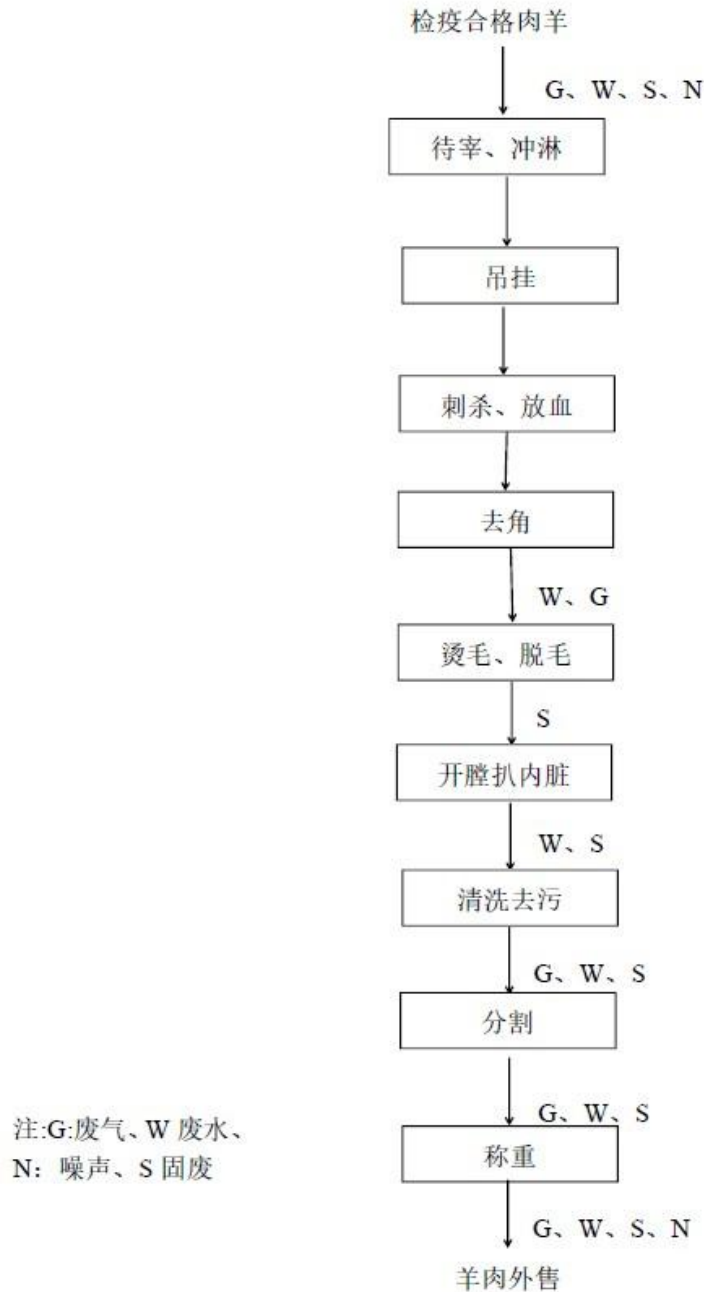 检疫合格肉羊
G、W、S、N
待宰、冲淋
吊挂
刺杀、放血
去角
W、G
烫毛、脱毛
S
开膛扒内脏
W、S
清洗去污
G、W、S
分割
G、W、S
称重
G、W、S、N
羊肉外售
注:G:废气、W 废水、
N：噪声、S 固废